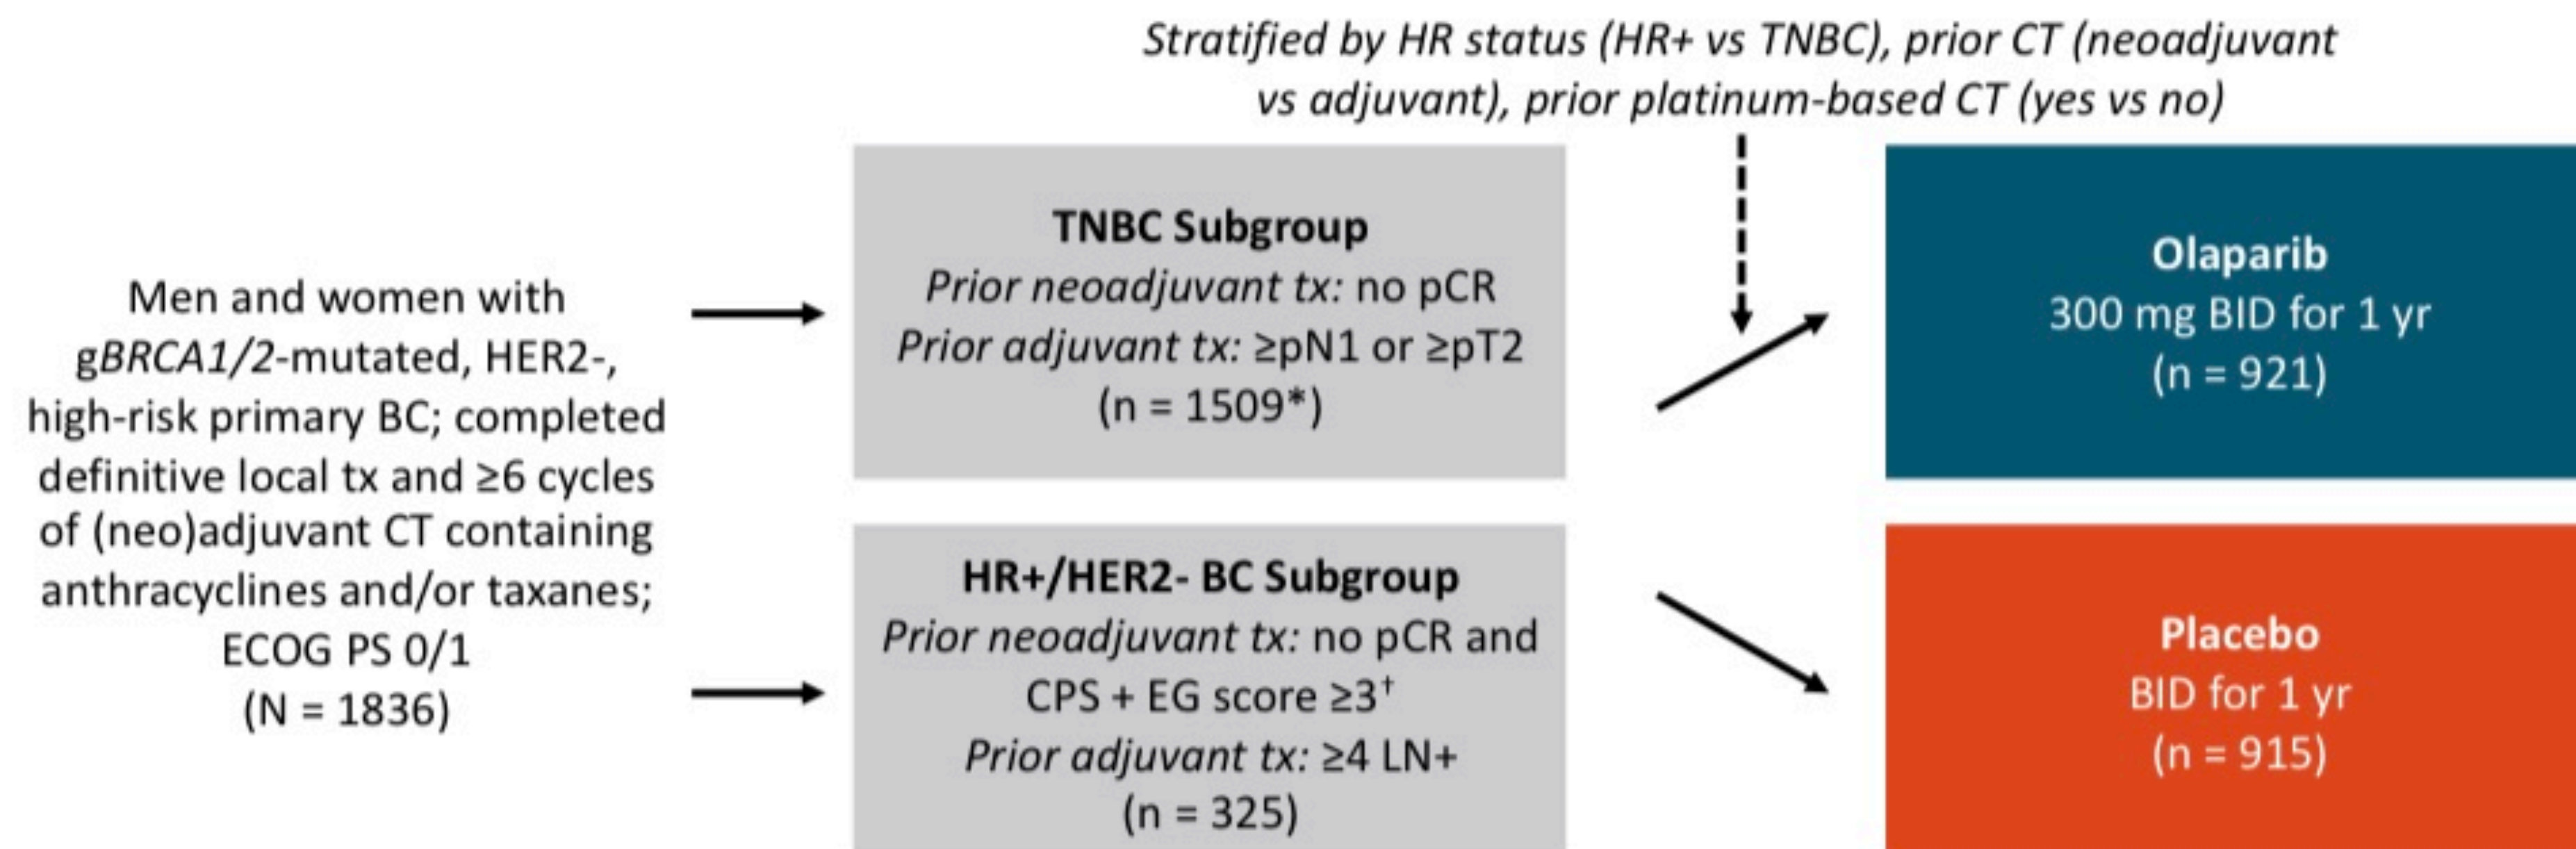 Stratified by HR status (HR+ vs TNBC), prior CT (neoadjuvant
vs adjuvant), prior platinum-based CT (yes vs no)
Men and women with
gBRCA1/2-mutated, HER2-,
high-risk primary BC; completed
definitive local tx and ≥6 cycles
of (neo)adjuvant CT containing
anthracyclines and/or taxanes;
ECOG PS 0/1
(N = 1836)
TNBC Subgroup
Prior neoadjuvant tx: no pCR
Prior adjuvant tx: ≥pN1 or ≥pT2
(n = 1509*)
HR+/HER2- BC Subgroup
Prior neoadjuvant tx: no pCR and
CPS + EG score ≥3†
Prior adjuvant tx: ≥4 LN+
(n = 325)
Olaparib
300 mg BID for 1 yr
(n = 921)
Placebo
BID for 1 yr
(n = 915)